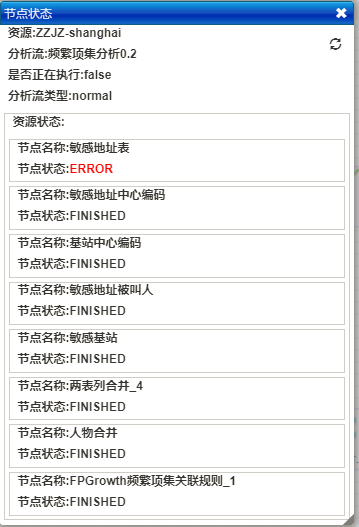 节点状态
资源:ZZJZ-shanghai
分析流:频繁项集分析0.2
是否正在执行:false
分析流类型:normal
资源状态:
节点名称:敏感地址表
节点状态:ERROR
节点名称:敏感地址中心编码
节点状态:FINISHED
节点名称:基站中心编码
节点状态:FINISHED
节点名称:敏感地址被叫人
节点状态:FINISHED
节点名称:敏感基站
节点状态:FINISHED
节点名称:两表列合并_4
节点状态:FINISHED
节点名称:人物合并
节点状态:FINISHED
节点名称:FPGrowth频繁项集关联规则_1
节点状态:FINISHED